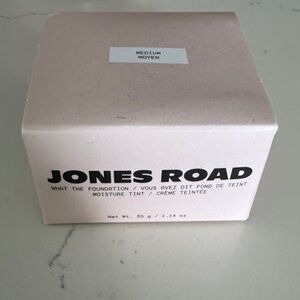 MEDIUM
MOYEN
JONES ROAD
WHAT THE FOUNDATION / VOUS AVEZ DIT FOND DE TEINT
MOISTURE TINT / CRÈME TEINTÉE
Net Wt. 35 g / 1.14 oz